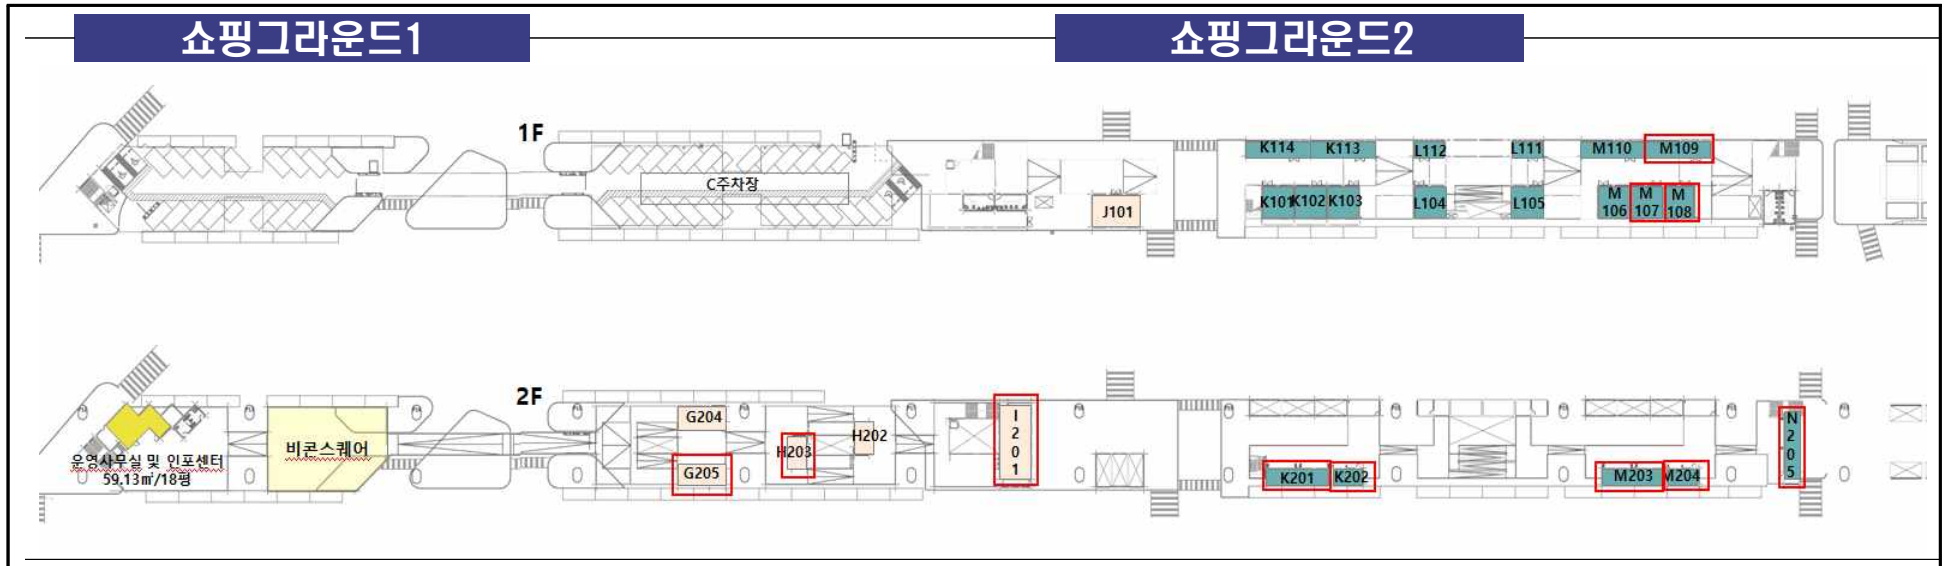 쇼핑그라운드1
쇼핑그라운드2
1F
C주차장
J101
K114
K113
L112
L111
M110
M109
K101
K102
K103
L104
L105
M
106
M
107
M
108
2F
운영사무실 및 인포센터
59.13㎡/18평
비콘스퀘어
G204
G205
H203
H202
I
2
0
1
K201
K202
M203
M204
N
2
0
5